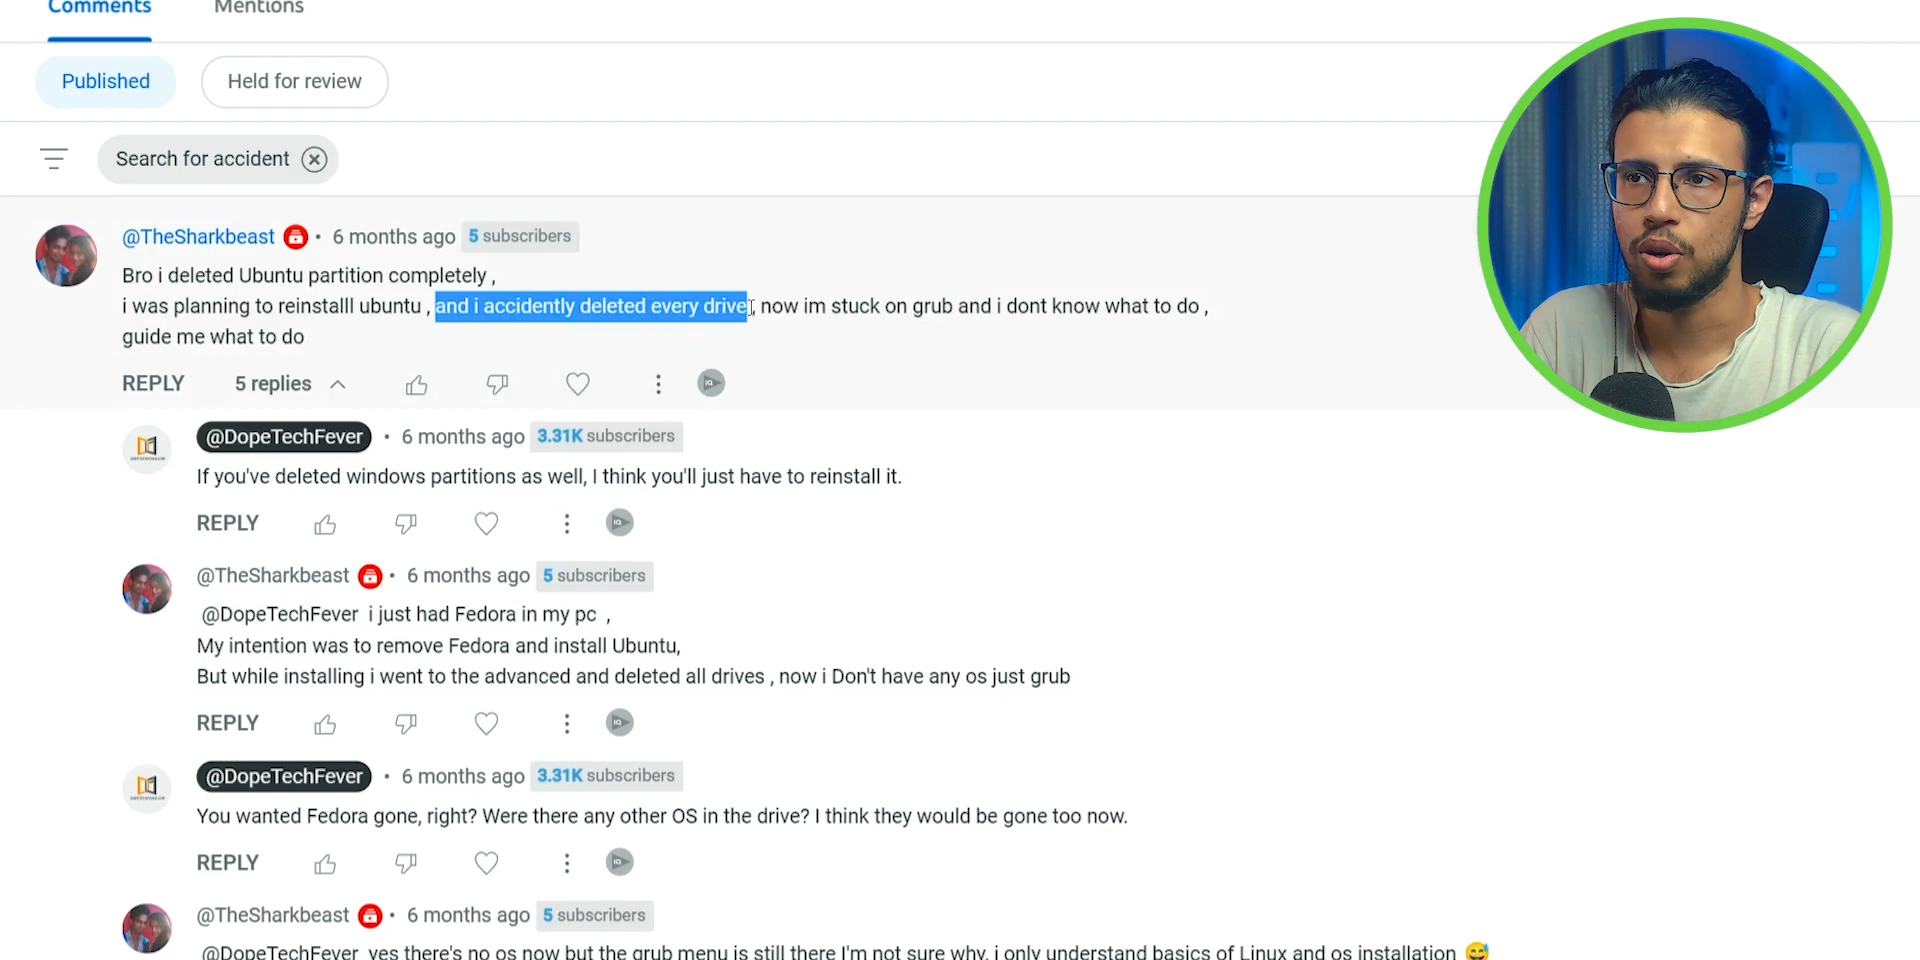 Comments Mentions
Published Held for review
Search for accident
@TheSharkbeast • 6 months ago 5 subscribers
Bro i deleted Ubuntu partition completely ,
i was planning to reinstalll ubuntu , and i accidently deleted every drive, now im stuck on grub and i dont know what to do ,
guide me what to do
REPLY 5 replies
@DopeTechFever • 6 months ago 3.31K subscribers
If you've deleted windows partitions as well, I think you'll just have to reinstall it.
REPLY
@TheSharkbeast • 6 months ago 5 subscribers
@DopeTechFever i just had Fedora in my pc ,
My intention was to remove Fedora and install Ubuntu,
But while installing i went to the advanced and deleted all drives , now i Don't have any os just grub
REPLY
@DopeTechFever • 6 months ago 3.31K subscribers
You wanted Fedora gone, right? Were there any other OS in the drive? I think they would be gone too now.
REPLY
@TheSharkbeast • 6 months ago 5 subscribers
@DopeTechFever yes there's no os now but the grub menu is still there I'm not sure why, i only understand basics of Linux and os installation 😅